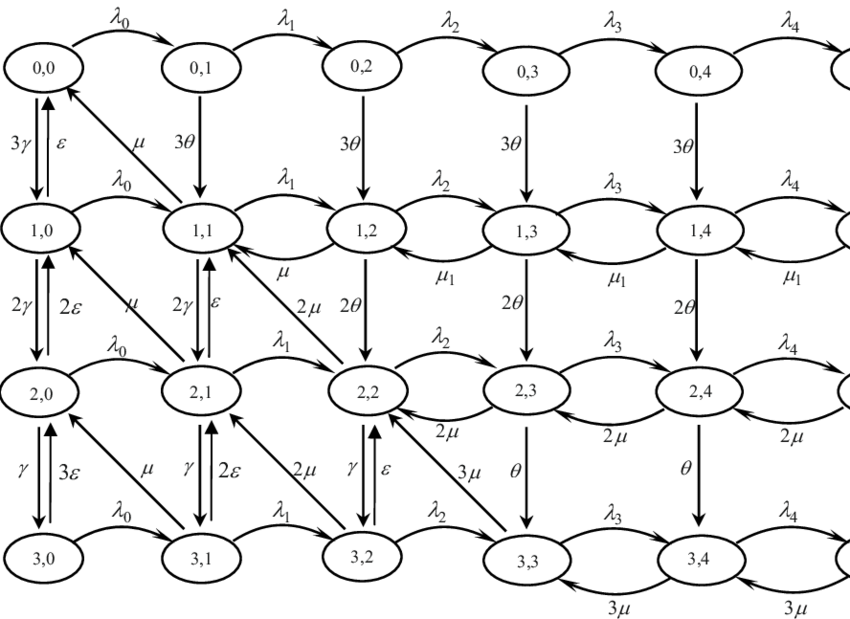 λ0 λ1 λ2 λ3 λ4
0,0 0,1 0,2 0,3 0,4
3γ ε μ 3θ 3θ 3θ 3θ
λ0 λ1 λ2 λ3 λ4
1,0 1,1 1,2 1,3 1,4
μ μ1 μ1 μ1
2γ 2ε μ 2γ ε 2μ 2θ 2θ 2θ
λ0 λ1 λ2 λ3 λ4
2,0 2,1 2,2 2,3 2,4
2μ 2μ 2μ
γ 3ε μ γ 2ε 2μ γ ε 3μ θ θ
λ0 λ1 λ2 λ3 λ4
3,0 3,1 3,2 3,3 3,4
3μ 3μ